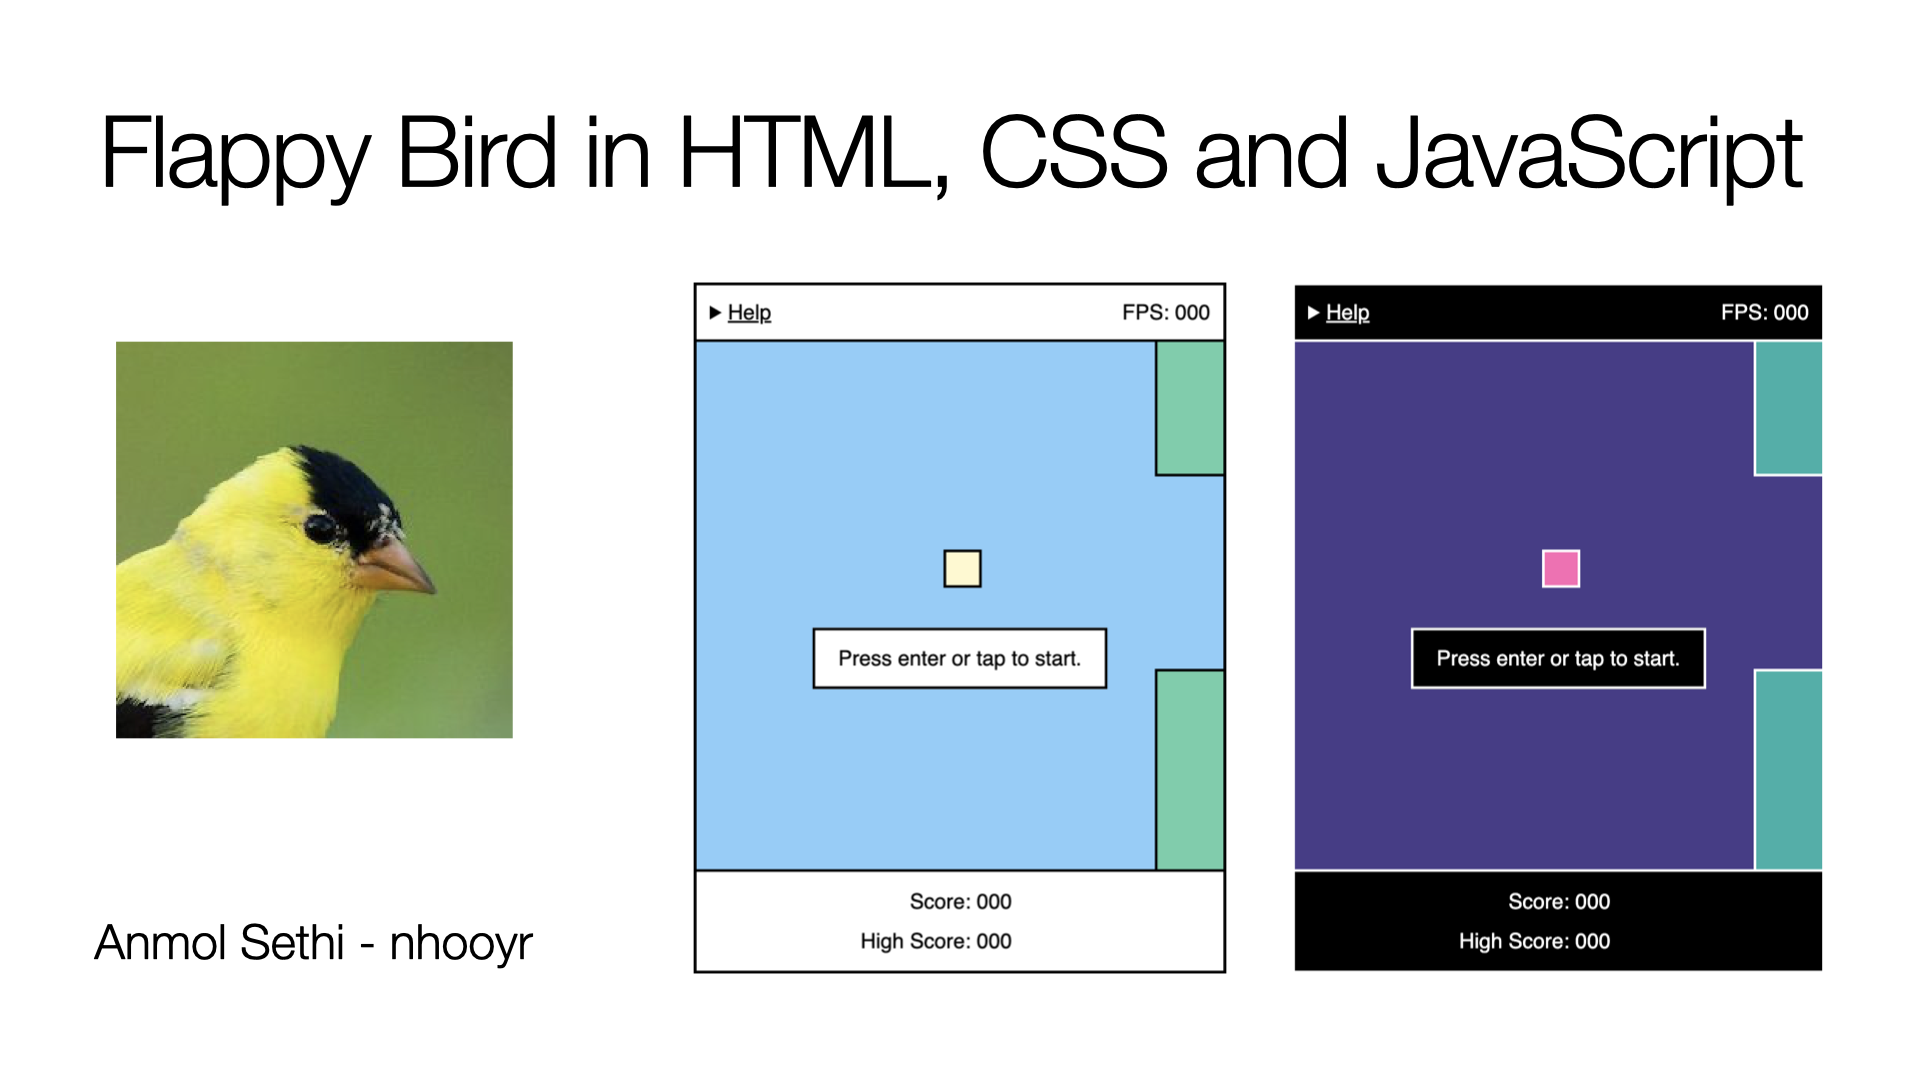 Flappy Bird in HTML, CSS and JavaScript
Help
FPS: 000
Press enter or tap to start.
Score: 000
High Score: 000
Help
FPS: 000
Press enter or tap to start.
Score: 000
High Score: 000
Anmol Sethi - nhooyr